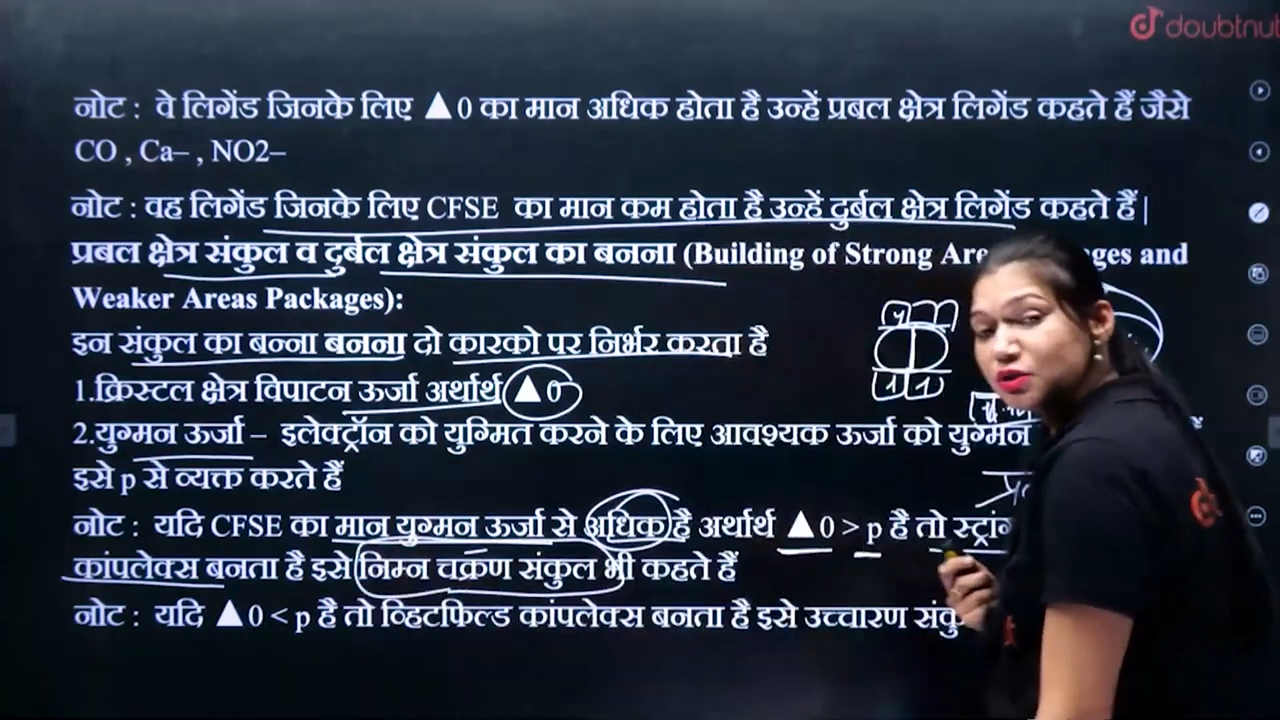 doubtnut
नोट : वे लिगेंड जिनके लिए ▲0 का मान अधिक होता है उन्हें प्रबल क्षेत्र लिगेंड कहते हैं जैसे
CO , Ca– , NO2–
नोट : वह लिगेंड जिनके लिए CFSE का मान कम होता है उन्हें दुर्बल क्षेत्र लिगेंड कहते हैं |
प्रबल क्षेत्र संकुल व दुर्बल क्षेत्र संकुल का बनना (Building of Strong and
Weaker Areas Packages):
इन संकुल का बन्ना बनना दो कारको पर निर्भर करता है
1.क्रिस्टल क्षेत्र विपाटन ऊर्जा अर्थार्थ ▲0
2.युग्मन ऊर्जा – इलेक्ट्रॉन को युग्मित करने के लिए आवश्यक ऊर्जा को युग्मन
इसे p से व्यक्त करते हैं
नोट : यदि CFSE का मान युग्मन ऊर्जा से अधिक है अर्थार्थ ▲0 > p है तो स्ट्रांग
कांपलेक्स बनता है इसे निम्न चक्रण संकुल भी कहते हैं
नोट : यदि ▲0 < p है तो व्हिटफिल्ड कांपलेक्स बनता है इसे उच्चारण